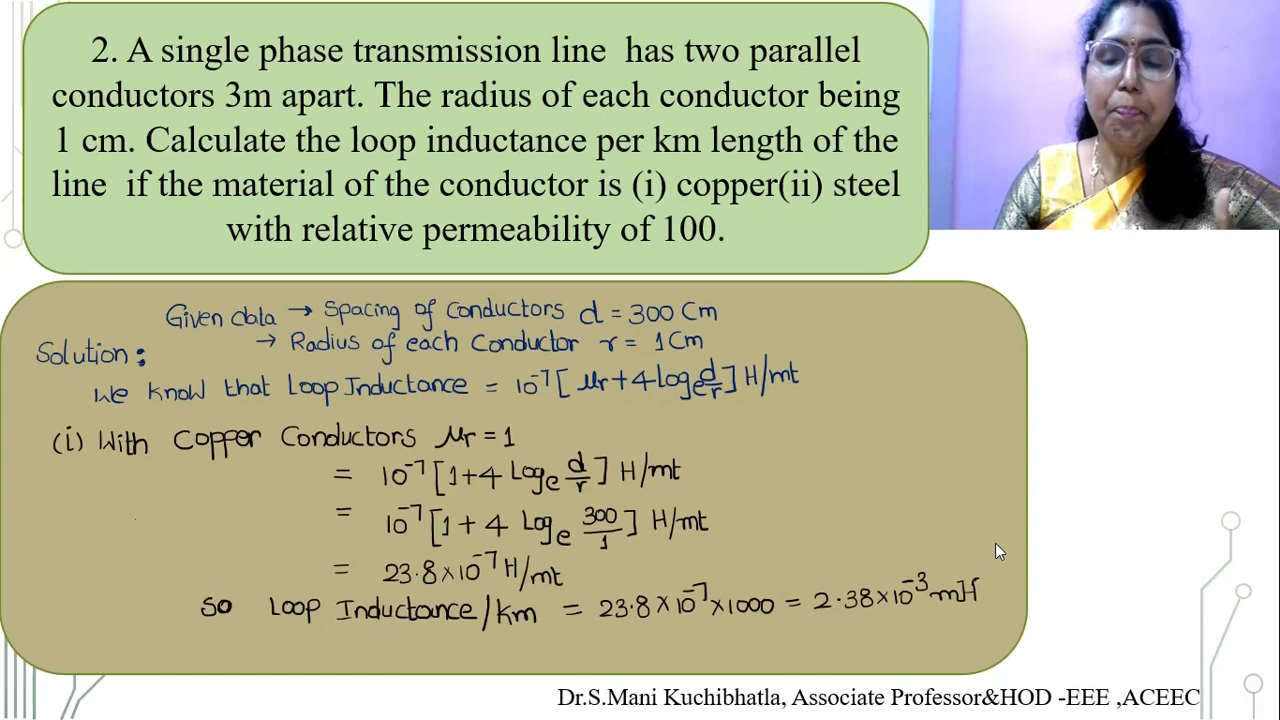 2. A single phase transmission line has two parallel
conductors 3m apart. The radius of each conductor being
1 cm. Calculate the loop inductance per km length of the
line if the material of the conductor is (i) copper(ii) steel
with relative permeability of 100.
Given data → Spacing of Conductors d = 300 Cm
→ Radius of each Conductor r = 1Cm
Solution:
We know that Loop Inductance = 10⁻⁷ [ μr+4 logₑ d/r ] H/mt
(i) With Copper Conductors μr = 1
= 10⁻⁷ [1+4 Logₑ d/r ] H/mt
= 10⁻⁷ [1 + 4 Logₑ 300/1 ] H/mt
= 23.8×10⁻⁷ H/mt
So Loop Inductance/km = 23.8 × 10⁻⁷ ×1000 = 2.38×10⁻³ mH
Dr.S.Mani Kuchibhatla, Associate Professor&HOD -EEE ,ACEEC